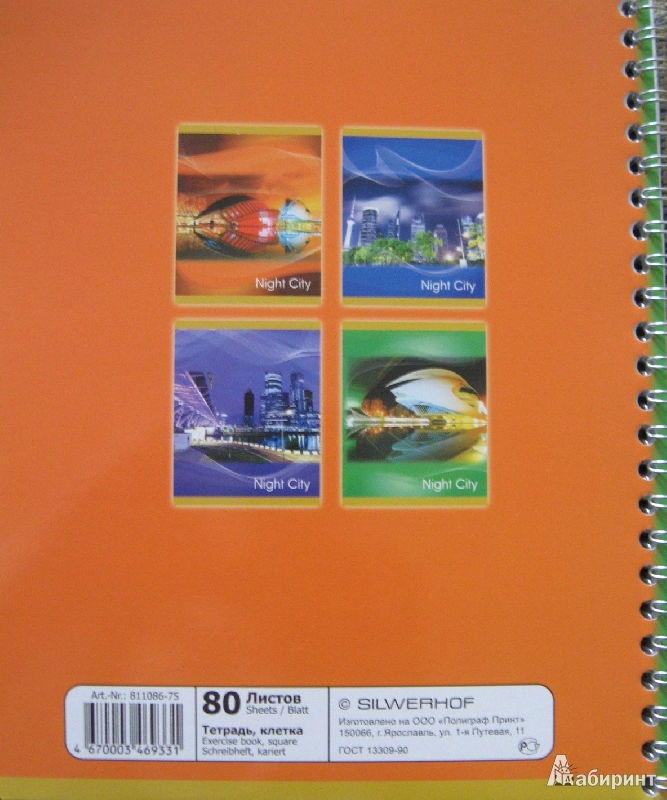 Night City
Night City
Night City
Night City
Art.-Nr.: 811086-75
4 670003 469331
80 Листов
Sheets / Blatt
Тетрадь, клетка
Exercise book, square
Schreibheft, kariert
© SILWERHOF
Изготовлено на ООО «Полиграф Принт»
150066, г. Ярославль, ул. 1-я Путевая, 11
ГОСТ 13309-90
РСТ
Лабиринт